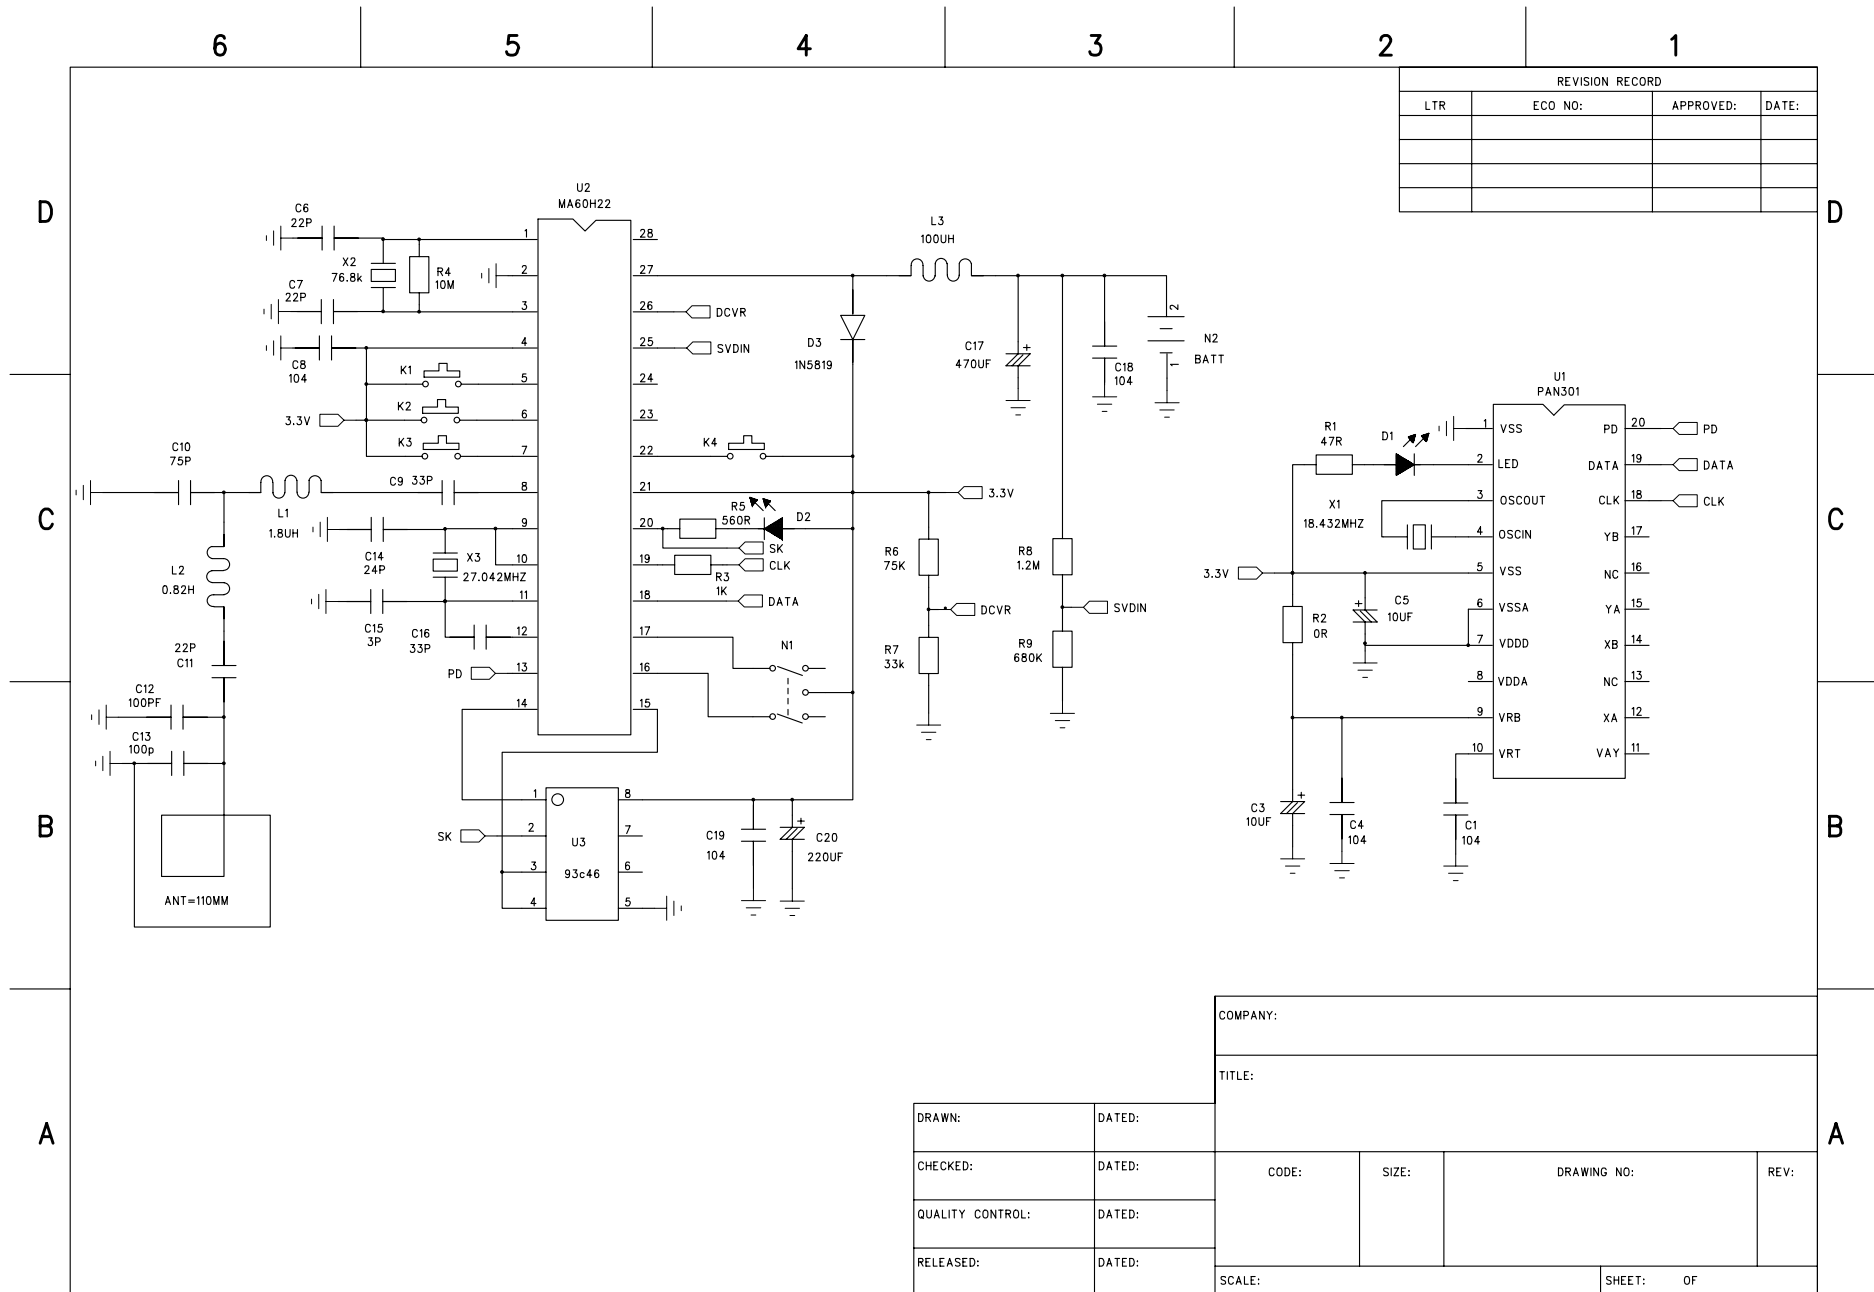 6 5 4 3 2 1
REVISION RECORD
LTR ECO NO: APPROVED: DATE:
D
D
C6
22P
X2
76.8k
R4
10M
C7
22P
C8
104
K1
K2
3.3V
K3
C10
75P
C9 33P
L1
1.8UH
C14
24P
X3
27.042MHZ
L2
0.82H
C15
3P
C16
33P
22P
C11
PD
C12
100PF
C13
100p
ANT=110MM
U2
MA60H22
1
2
3
4
5
6
7
8
9
10
11
12
13
14
28
27
26
25
24
23
22
21
20
19
18
17
16
15
DCVR
SVDIN
K4
3.3V
R5
560R
D2
SK
CLK
R3
1K
DATA
N1
L3
100UH
D3
1N5819
C17
470UF
C18
104
2
1
N2
BATT
R6
75K
DCVR
R7
33k
R8
1.2M
SVDIN
R9
680K
SK
U3
93c46
1
2
3
4
8
7
6
5
C19
104
C20
220UF
U1
PAN301
1 VSS
2 LED
3 OSCOUT
4 OSCIN
5 VSS
6 VSSA
7 VDDD
8 VDDA
9 VRB
10 VRT
PD 20 PD
DATA 19 DATA
CLK 18 CLK
YB 17
NC 16
YA 15
XB 14
NC 13
XA 12
VAY 11
R1
47R
D1
X1
18.432MHZ
3.3V
R2
0R
C5
10UF
C3
10UF
C4
104
C1
104
C
C
B
B
A
A
COMPANY:
TITLE:
DRAWN: DATED:
CHECKED: DATED:
QUALITY CONTROL: DATED:
RELEASED: DATED:
CODE: SIZE: DRAWING NO: REV:
SCALE: SHEET: OF